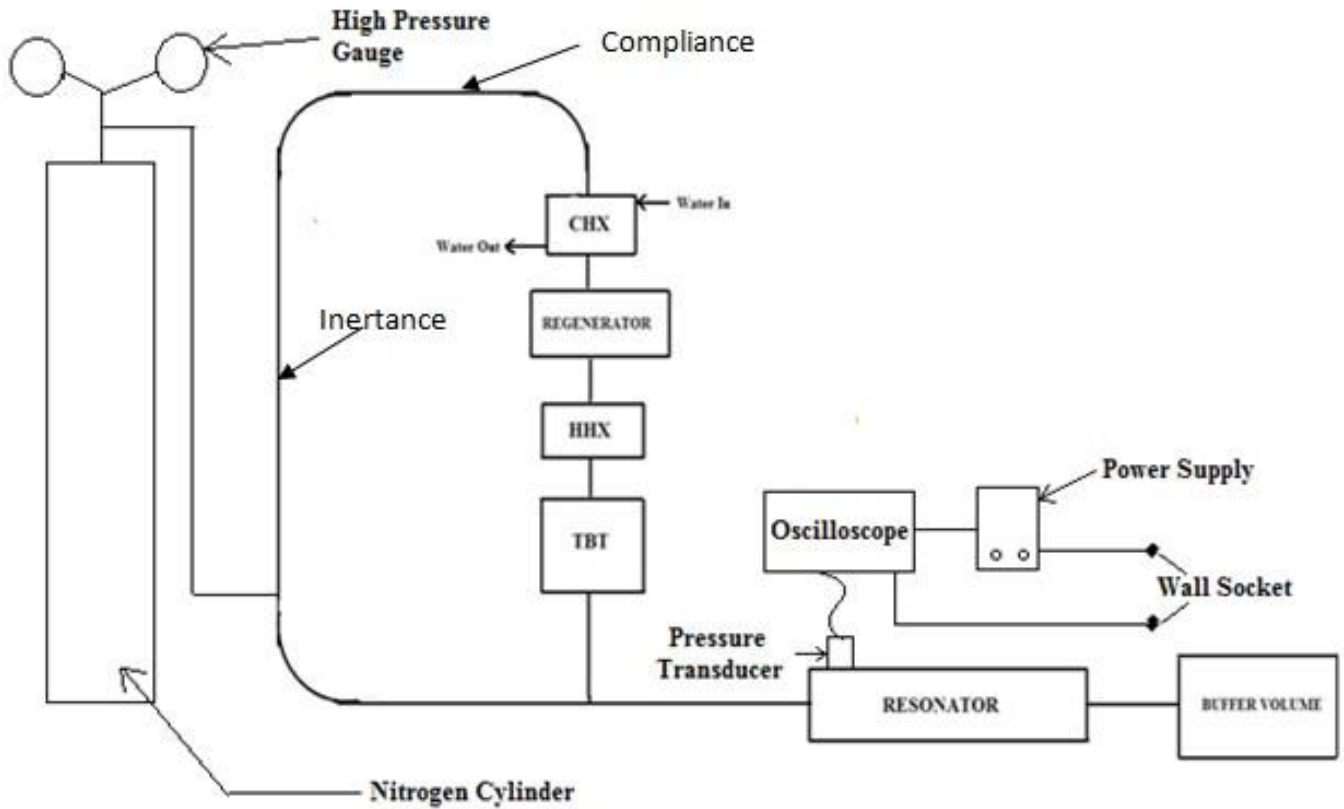 High Pressure
Gauge
Compliance
CHX
Water In
Water Out
REGENERATOR
Inertance
HHX
TBT
Oscilloscope
Power Supply
Wall Socket
Pressure
Transducer
RESONATOR
BUFFER VOLUME
Nitrogen Cylinder